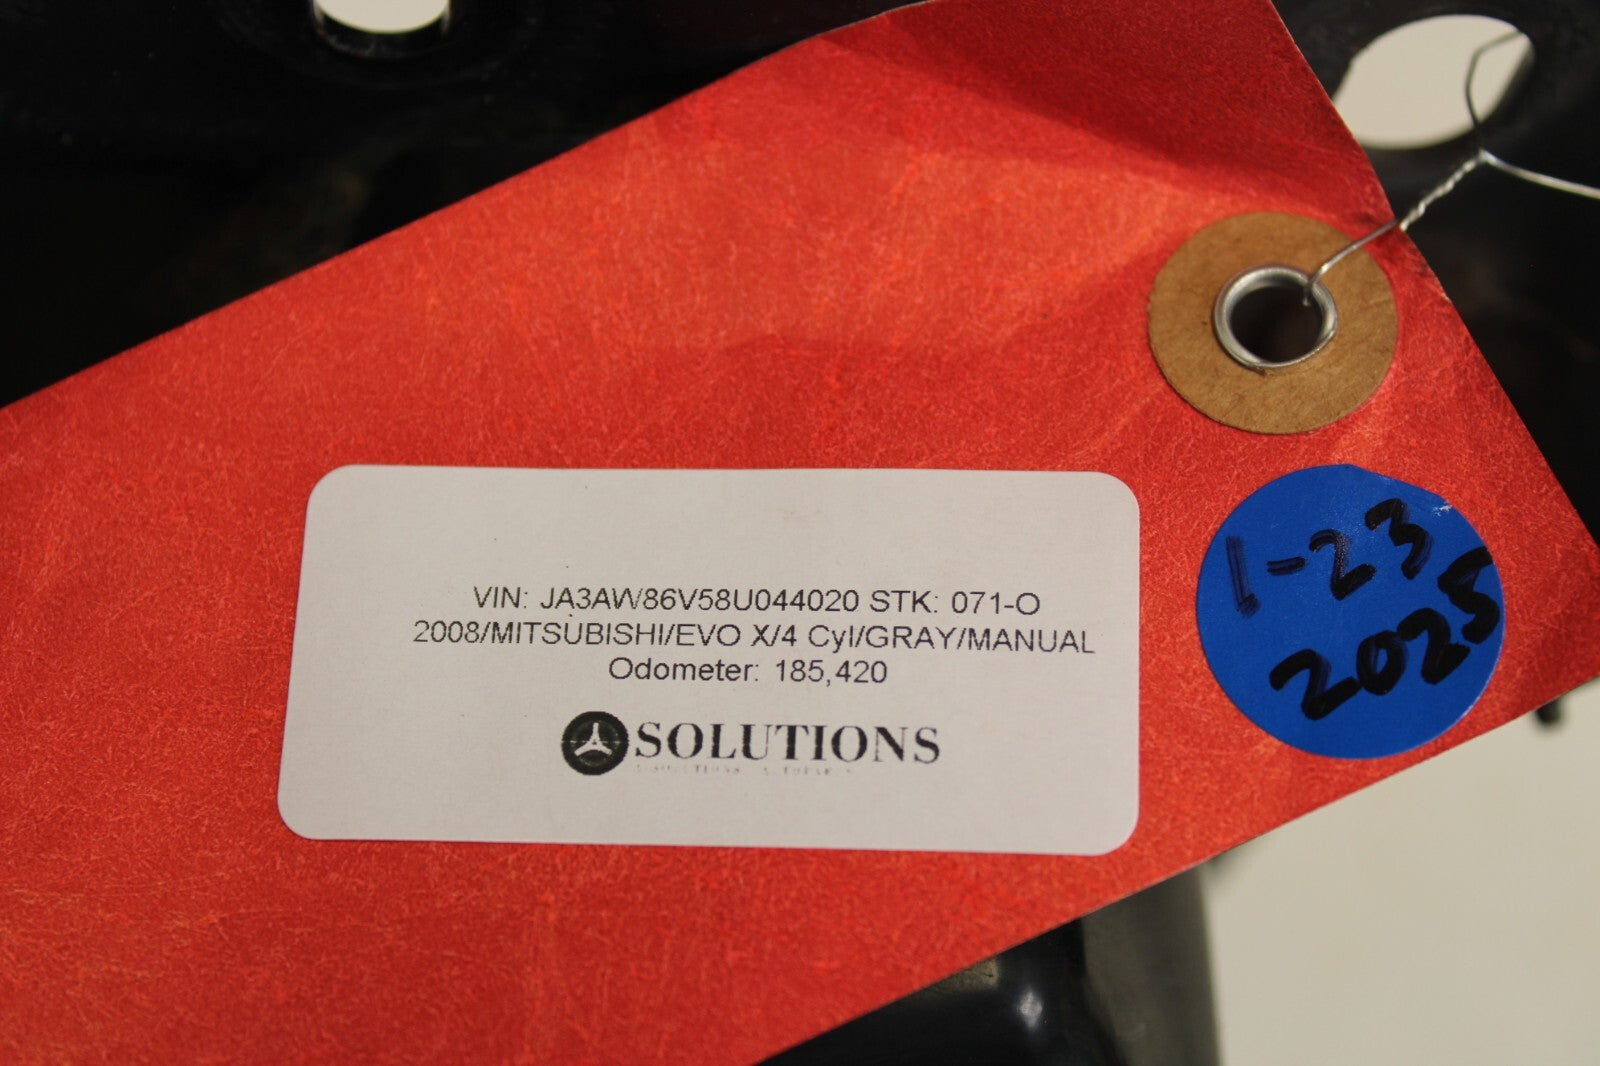 VIN: JA3AW86V58U044020 STK: 071-O
2008/MITSUBISHI/EVO X/4 Cyl/GRAY/MANUAL
Odometer: 185,420
SOLUTIONS
1-23
2025